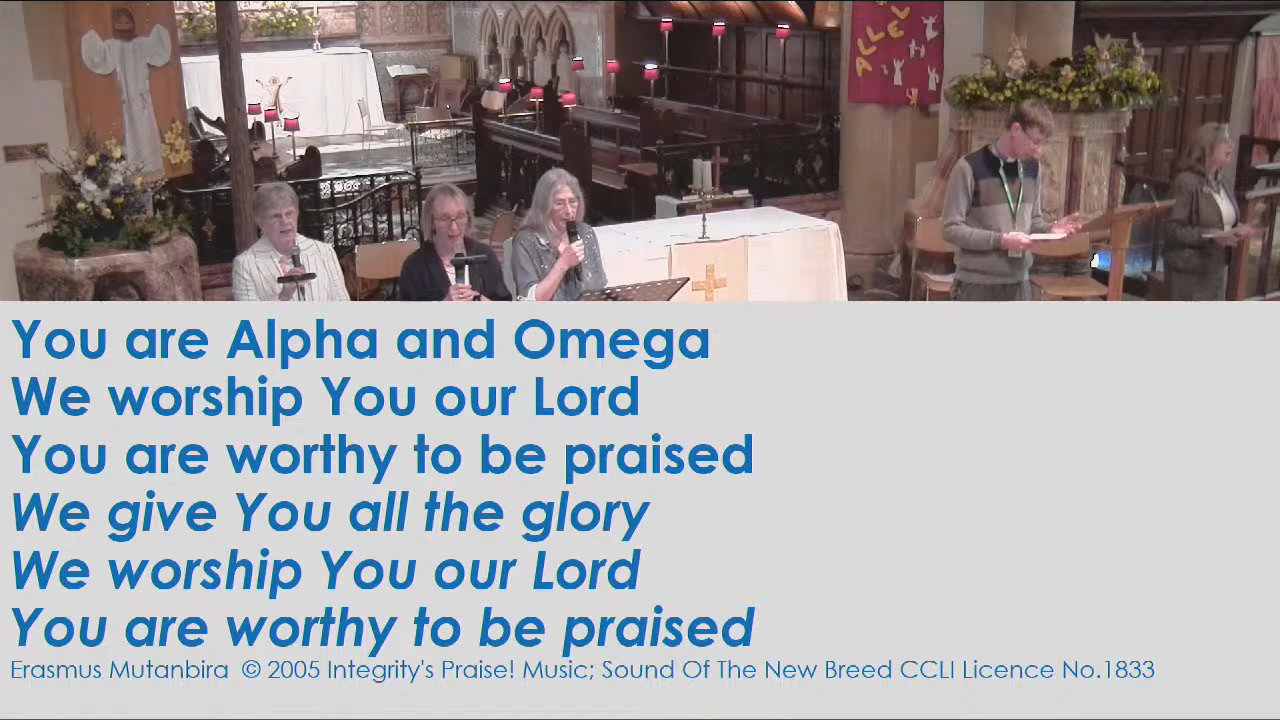 ALLEL
You are Alpha and Omega
We worship You our Lord
You are worthy to be praised
We give You all the glory
We worship You our Lord
You are worthy to be praised
Erasmus Mutanbira © 2005 Integrity's Praise! Music; Sound Of The New Breed CCLI Licence No.1833